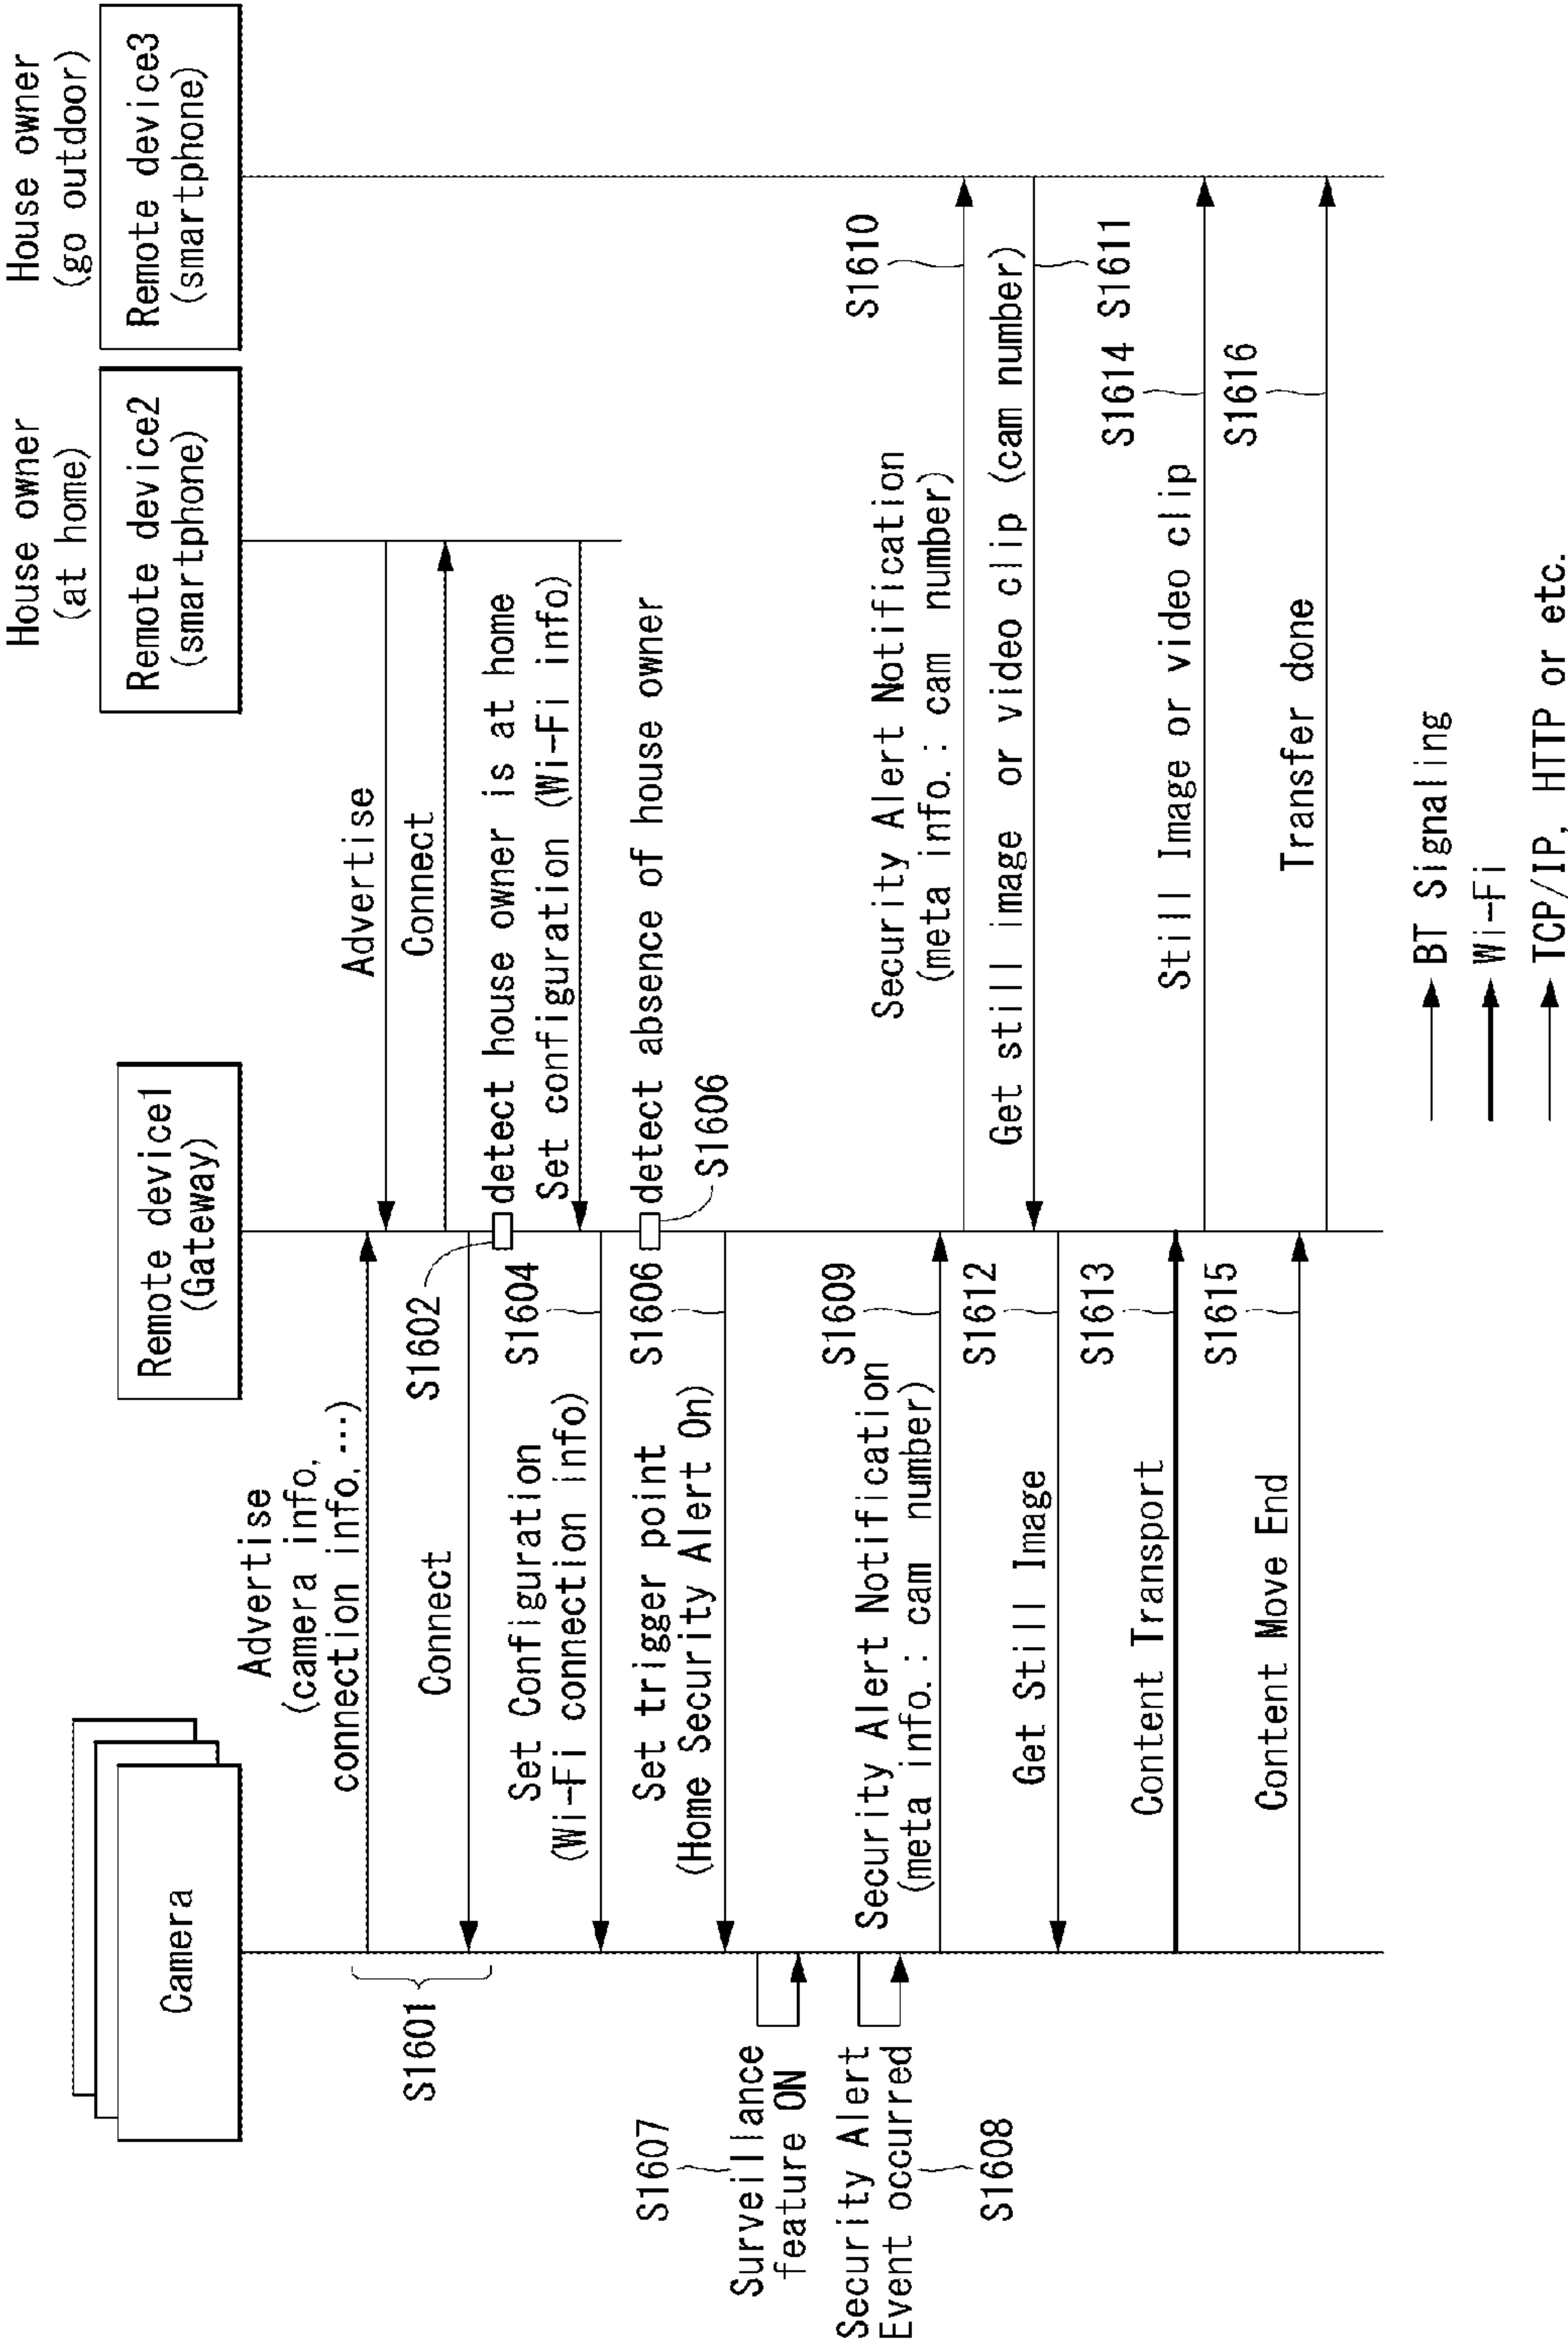 House owner
(at home)
House owner
(go outdoor)
Camera
Remote device1
(Gateway)
Remote device2
(smartphone)
Remote device3
(smartphone)
S1601
Advertise
(camera info,
connection info,···)
Advertise
Connect
Connect
S1602
detect house owner is at home
Set Configuration
(Wi-Fi connection info)
S1604
Set configuration (Wi-Fi info)
detect absence of house owner
S1606
Set trigger point
(Home Security Alert On)
S1606
S1607
Surveillance
feature ON
Security Alert
Event occurred
S1608
Security Alert Notification
(meta info.: cam number)
S1609
Security Alert Notification
(meta info.: cam number)
S1610
Get still image or video clip (cam number)
S1611
Get Still Image
S1612
Content Transport
S1613
Still Image or video clip
S1614
Content Move End
S1615
Transfer done
S1616
BT Signaling
Wi-Fi
TCP/IP, HTTP or etc.